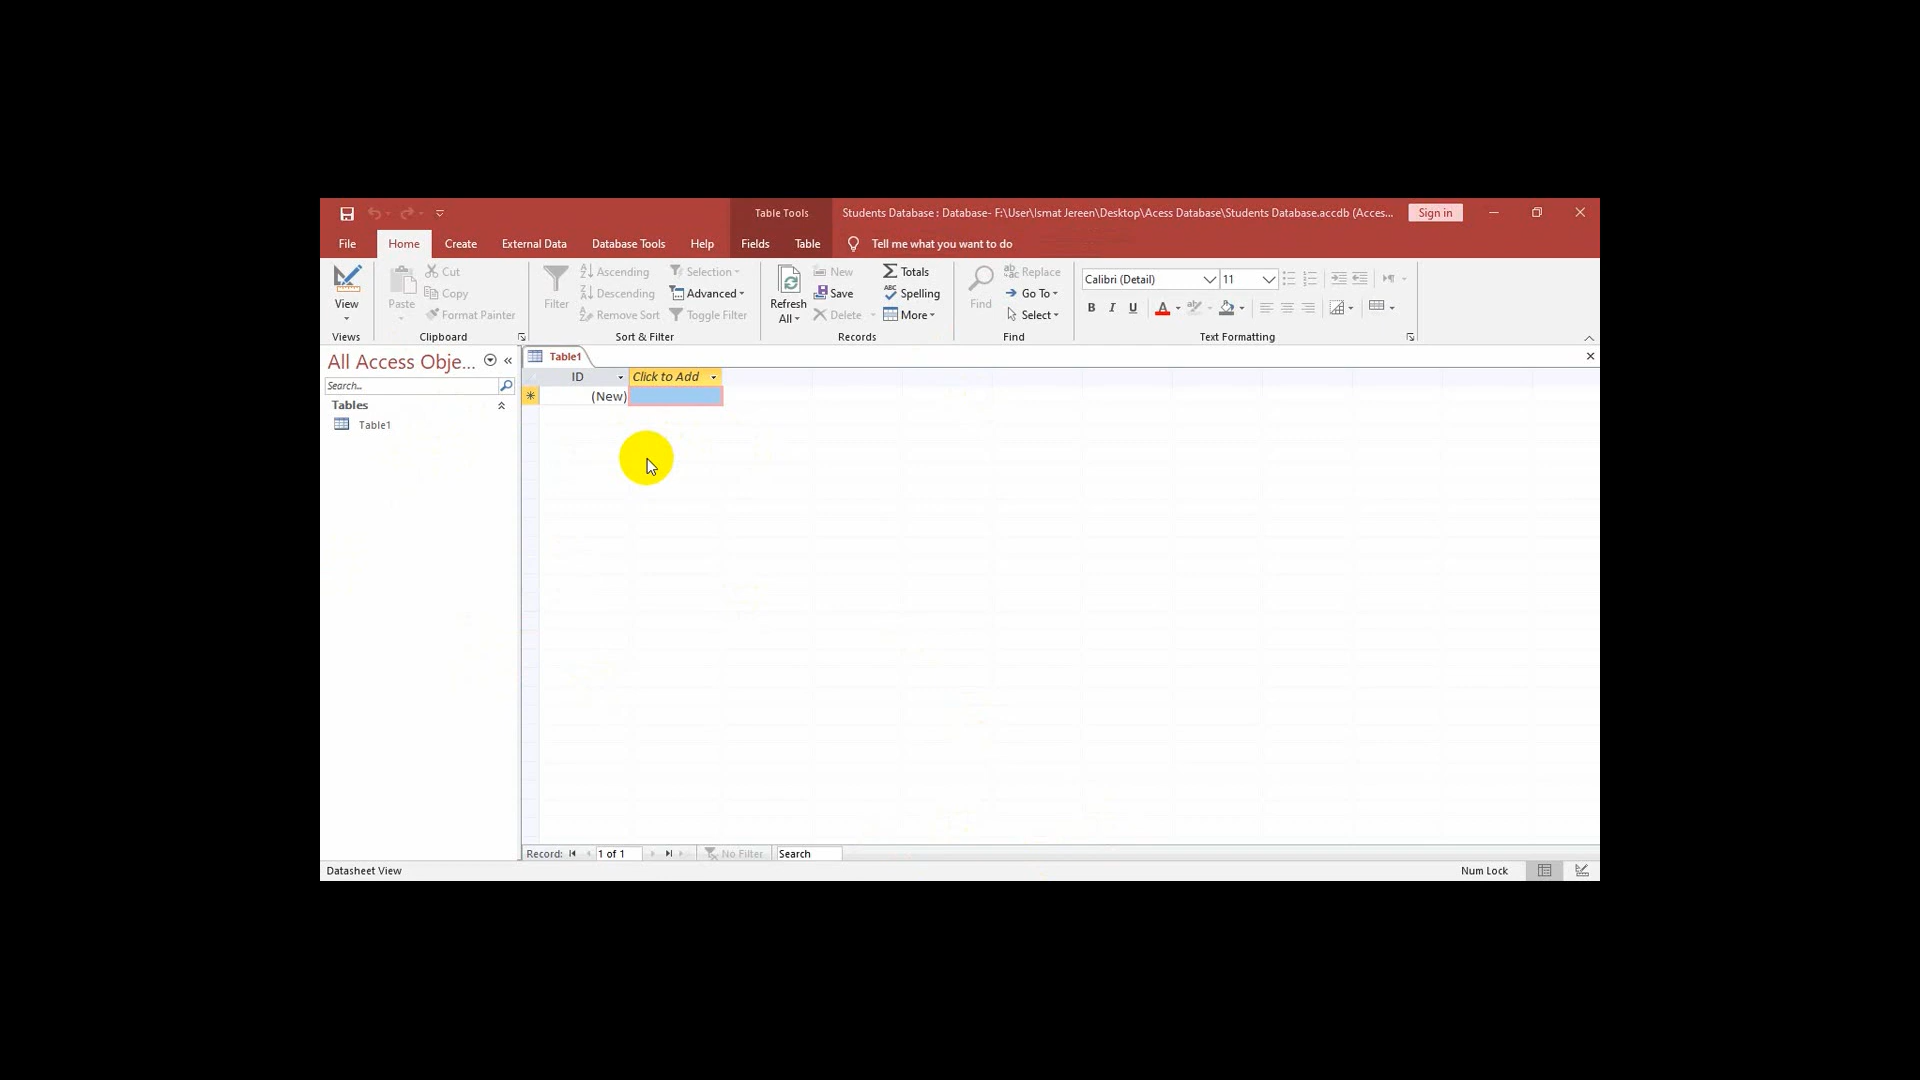 Table Tools
Students Database : Database- F:\User\Ismat Jereen\Desktop\Acess Database\Students Database.accdb (Acces...
Sign in
File
Home
Create
External Data
Database Tools
Help
Fields
Table
Tell me what you want to do
View
Views
Paste
Cut
Copy
Format Painter
Clipboard
Filter
Ascending
Descending
Remove Sort
Selection
Advanced
Toggle Filter
Sort & Filter
Refresh
All
New
Save
Delete
Totals
Spelling
More
Records
Find
Replace
Go To
Select
Find
Calibri (Detail)
11
B I U
Text Formatting
All Access Obje...
Search...
Tables
Table1
Table1
ID
Click to Add
(New)
Record:
1 of 1
No Filter
Search
Datasheet View
Num Lock